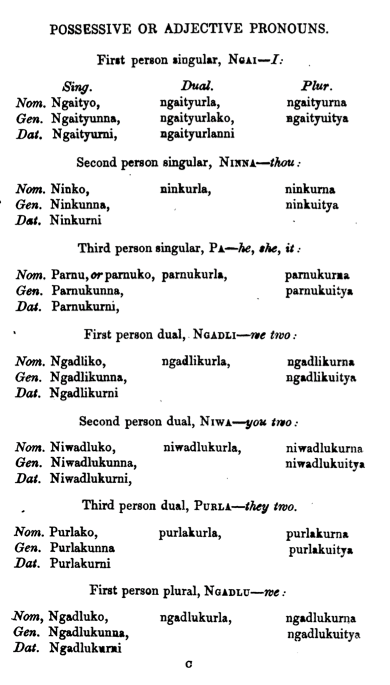 POSSESSIVE OR ADJECTIVE PRONOUNS.
First person singular, NGAI—I:
Sing. Dual. Plur.
Nom. Ngaityo, ngaityurla, ngaityurna
Gen. Ngaityunna, ngaityurlako, ngaityuitya
Dat. Ngaityurni, ngaityurlanni
Second person singular, NINNA—thou:
Nom. Ninko, ninkurla, ninkurna
Gen. Ninkunna, ninkuitya
Dat. Ninkurni
Third person singular, PA—he, she, it:
Nom. Parnu, or parnuko, parnukurla, parnukurna
Gen. Parnukunna, parnukuitya
Dat. Parnukurni,
First person dual, NGADLI—we two:
Nom. Ngadliko, ngadlikurla, ngadlikurna
Gen. Ngadlikunna, ngadlikuitya
Dat. Ngadlikurni
Second person dual, NIWA—you two:
Nom. Niwadluko, niwadlukurla, niwadlukurna
Gen. Niwadlukunna, niwadlukuitya
Dat. Niwadlukurni,
Third person dual, PURLA—they two.
Nom. Purlako, purlakurla, purlakurna
Gen. Purlakunna purlakuitya
Dat. Purlakurni
First person plural, NGADLU—we:
Nom, Ngadluko, ngadlukurla, ngadlukurna
Gen. Ngadlukunna, ngadlukuitya
Dat. Ngadlukurni
C